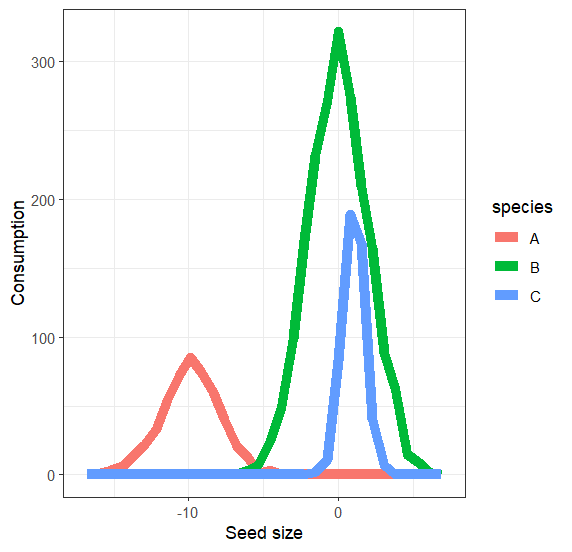 300
200
100
0
Consumption
-10 0
Seed size
species
A
B
C